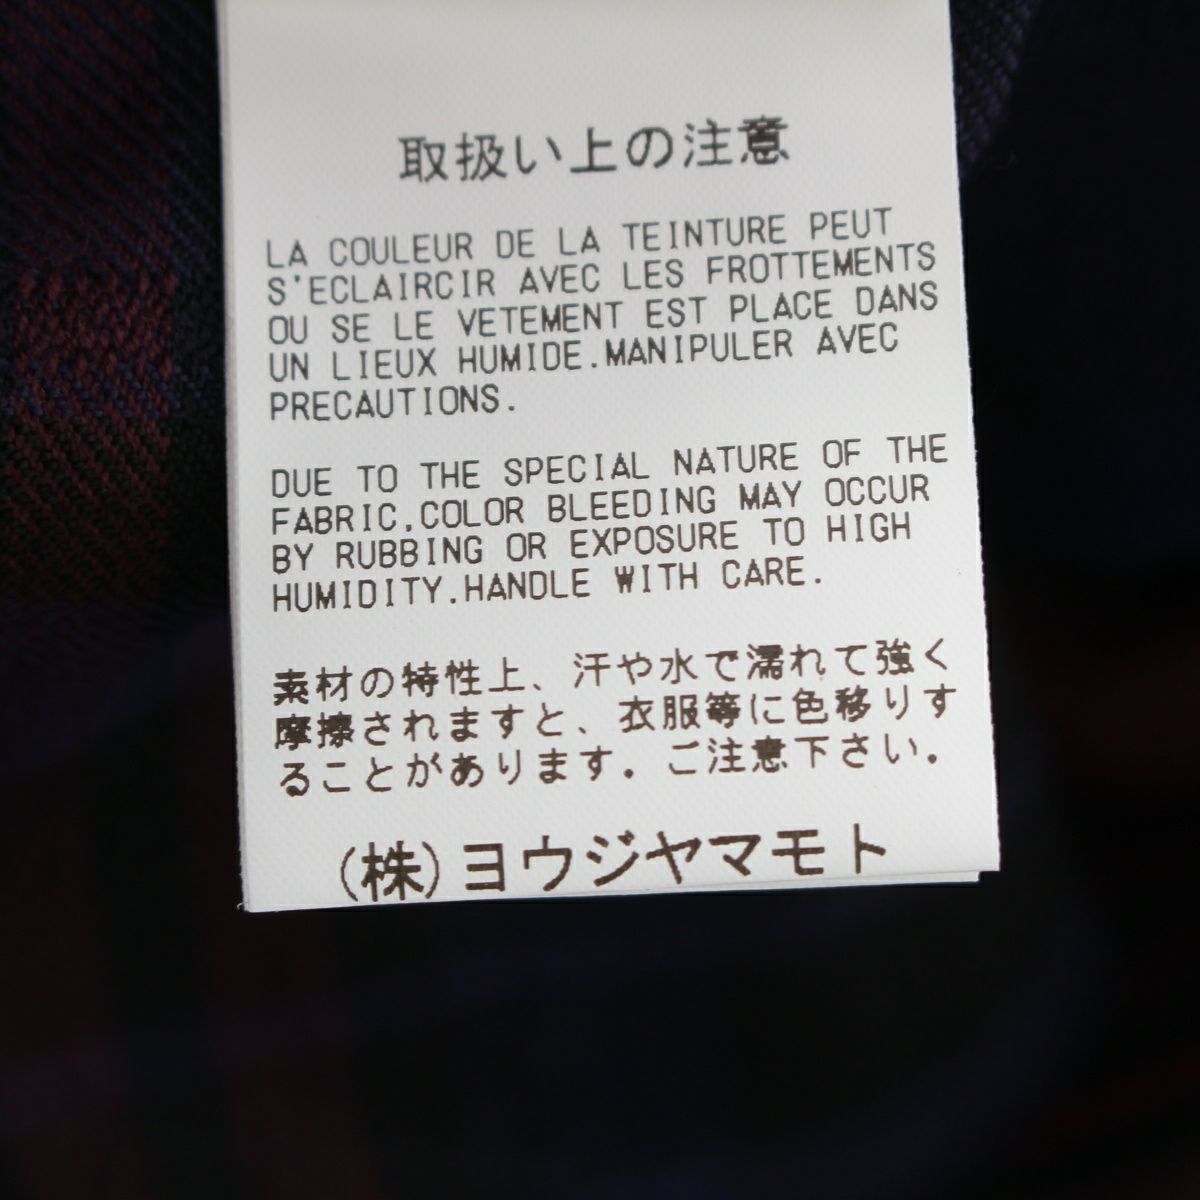 取扱い上の注意
LA COULEUR DE LA TEINTURE PEUT
S'ECLAIRCIR AVEC LES FROTTEMENTS
OU SE LE VETEMENT EST PLACE DANS
UN LIEUX HUMIDE.MANIPULER AVEC
PRECAUTIONS.
DUE TO THE SPECIAL NATURE OF THE
FABRIC,COLOR BLEEDING MAY OCCUR
BY RUBBING OR EXPOSURE TO HIGH
HUMIDITY.HANDLE WITH CARE.
素材の特性上、汗や水で濡れて強く
摩擦されますと、衣服等に色移りす
ることがあります．ご注意下さい．
(株)ヨウジヤマモト